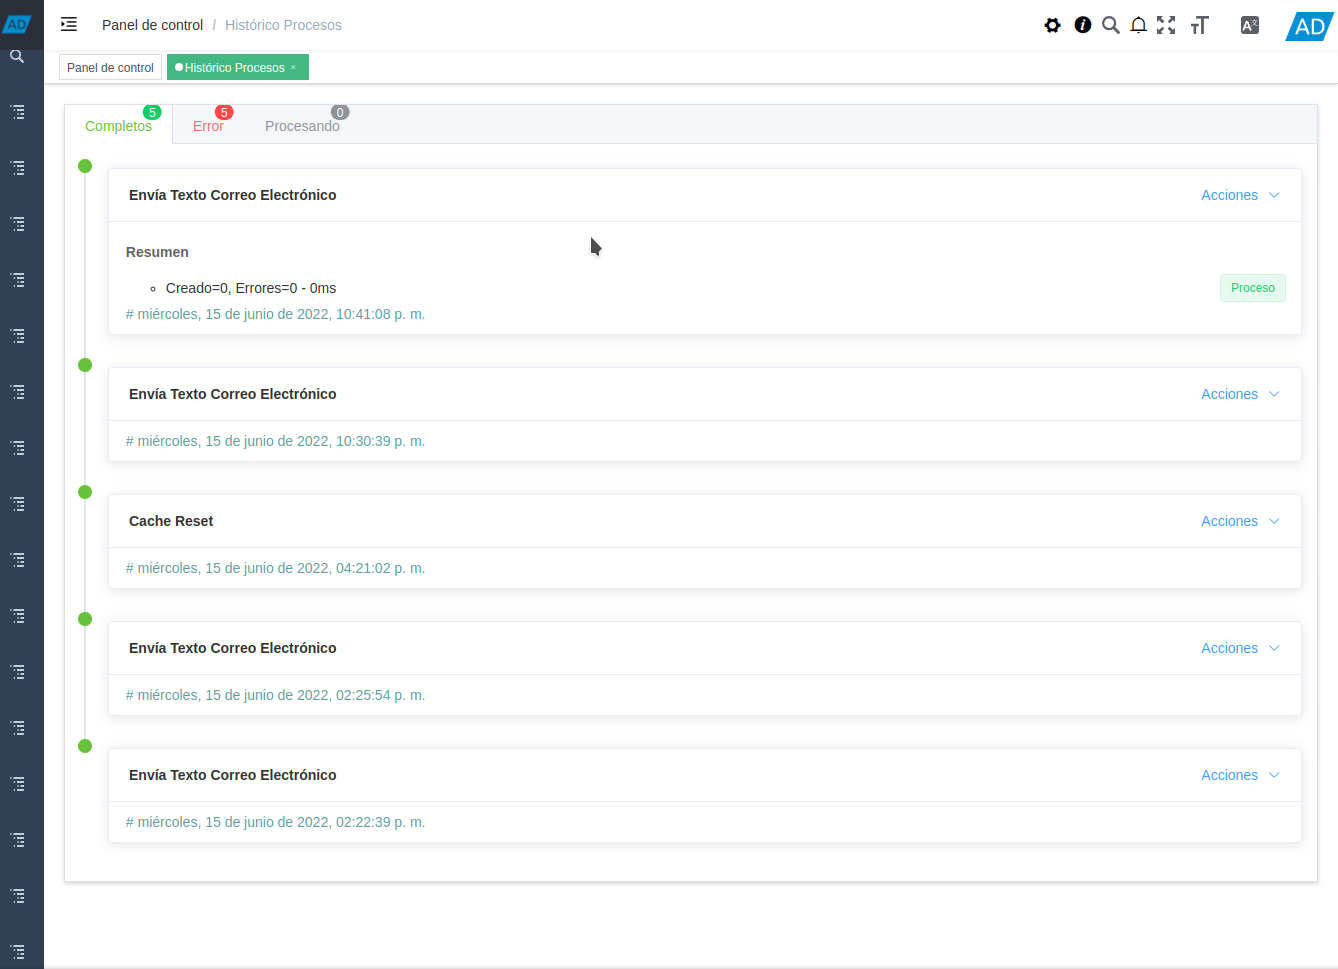 AD
Panel de control / Histórico Procesos
AD
Panel de control
Histórico Procesos ×
Completos 5
Error 5
Procesando 0
Envía Texto Correo Electrónico
Acciones
Resumen
Creado=0, Errores=0 - 0ms
Proceso
# miércoles, 15 de junio de 2022, 10:41:08 p. m.
Envía Texto Correo Electrónico
Acciones
# miércoles, 15 de junio de 2022, 10:30:39 p. m.
Cache Reset
Acciones
# miércoles, 15 de junio de 2022, 04:21:02 p. m.
Envía Texto Correo Electrónico
Acciones
# miércoles, 15 de junio de 2022, 02:25:54 p. m.
Envía Texto Correo Electrónico
Acciones
# miércoles, 15 de junio de 2022, 02:22:39 p. m.